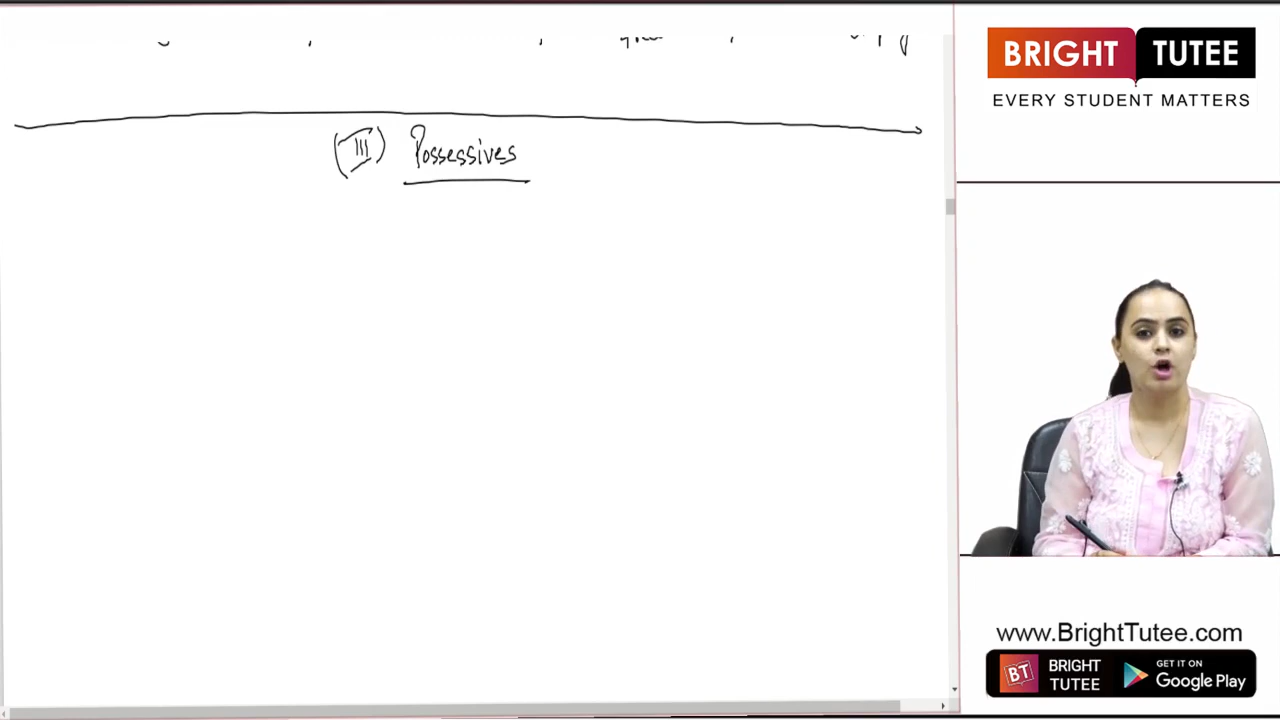 (III) Possessives
BRIGHT TUTEE
EVERY STUDENT MATTERS
www.BrightTutee.com
BT BRIGHT TUTEE
GET IT ON Google Play